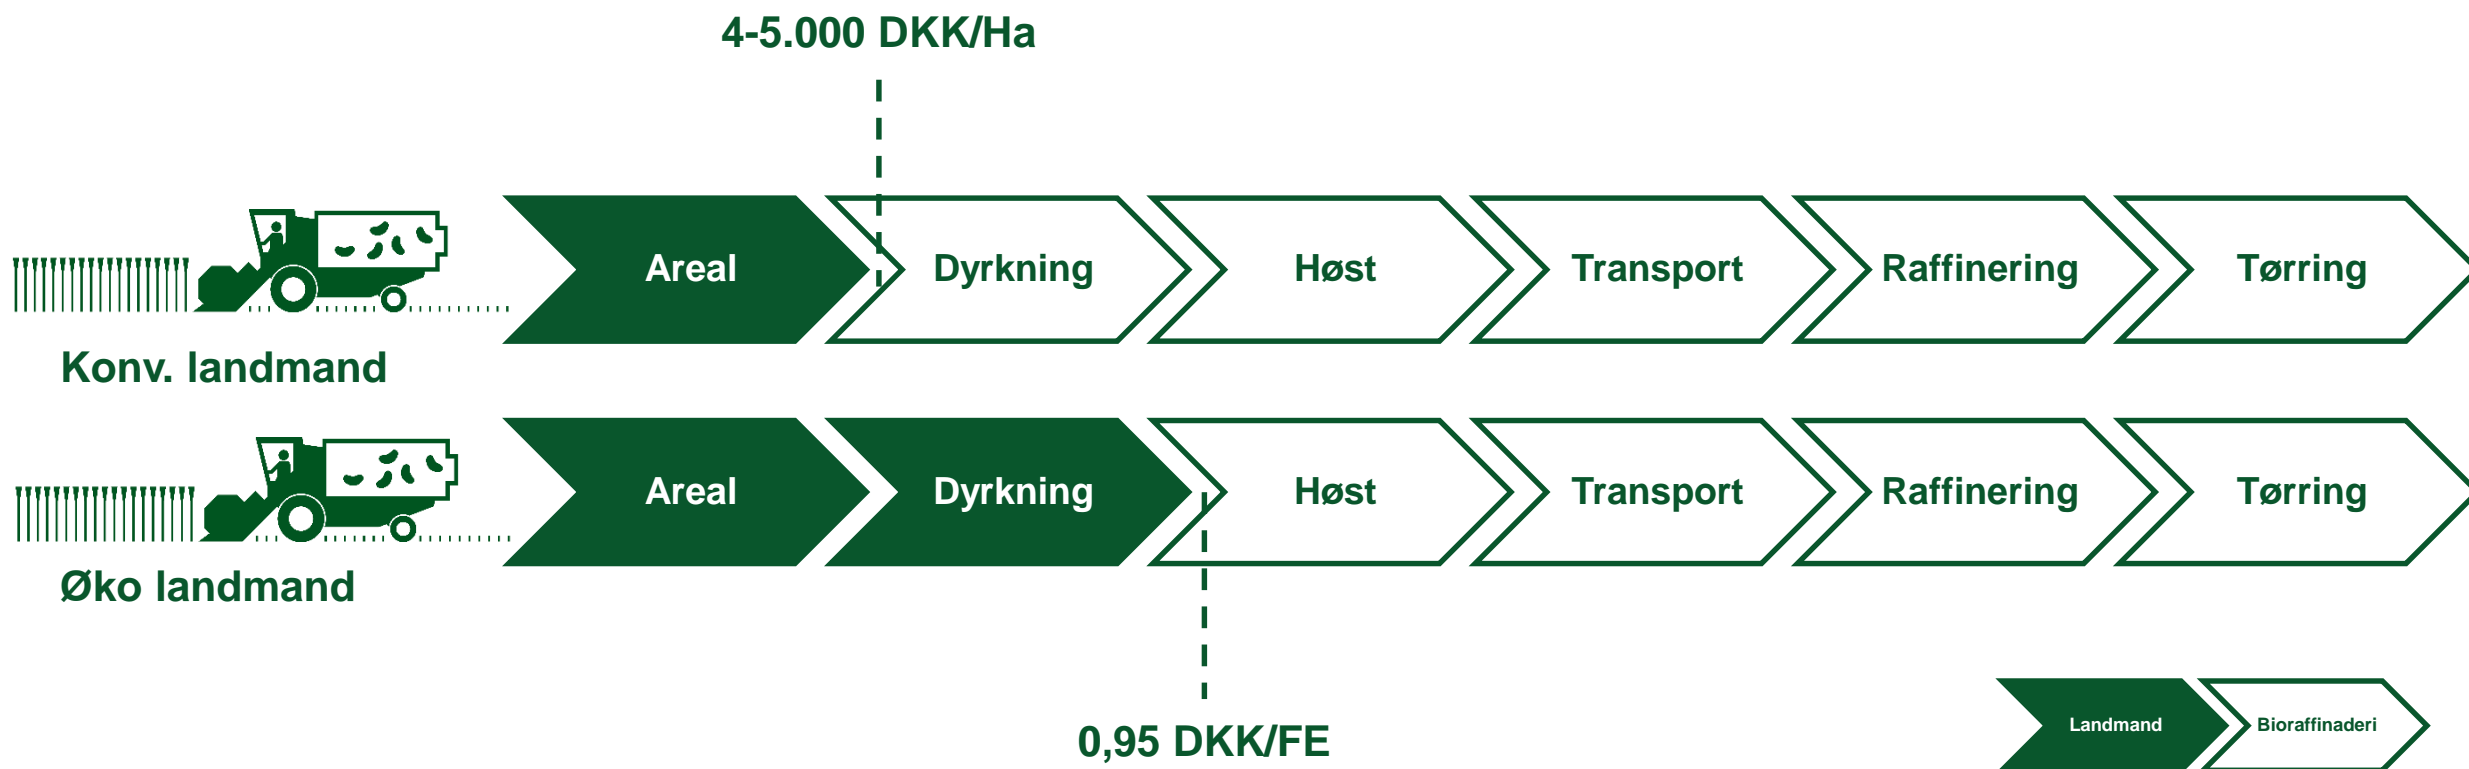 4-5.000 DKK/Ha
Areal
Dyrkning
Høst
Transport
Raffinering
Tørring
Konv. landmand
Areal
Dyrkning
Høst
Transport
Raffinering
Tørring
Øko landmand
0,95 DKK/FE
Landmand
Bioraffinaderi